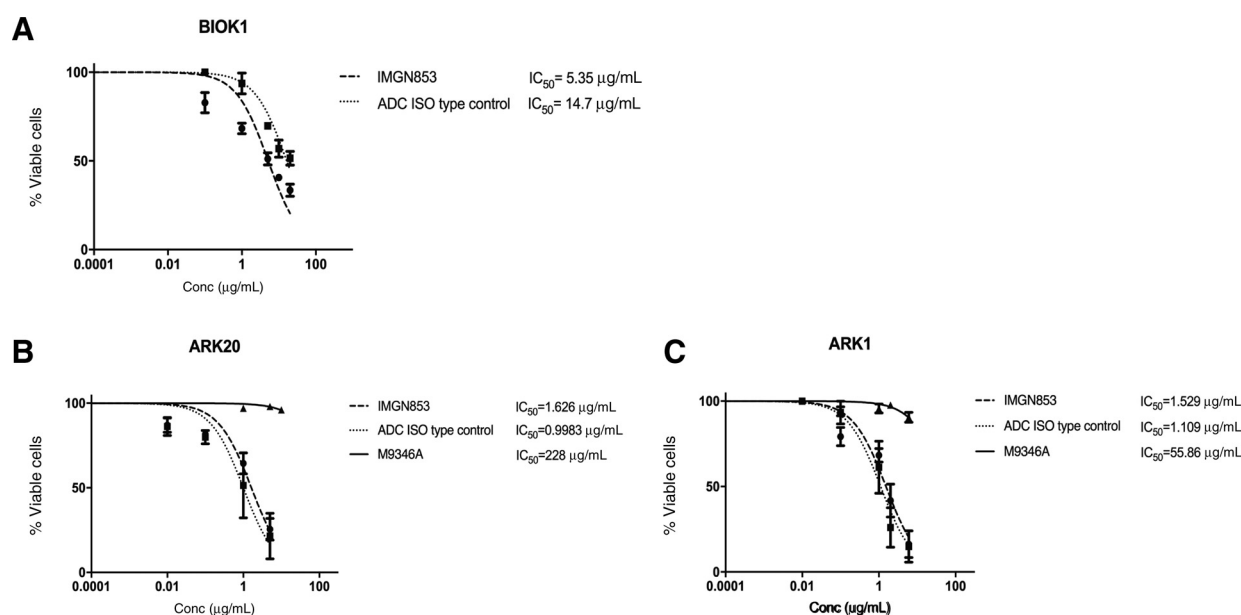 A
BIOK1
% Viable cells
100
50
0
0.0001 0.01 1 100
Conc (μg/mL)
IMGN853 IC50= 5.35 μg/mL
ADC ISO type control IC50= 14.7 μg/mL
B
ARK20
% Viable cells
100
50
0
0.0001 0.01 1 100
Conc (μg/mL)
IMGN853 IC50=1.626 μg/mL
ADC ISO type control IC50=0.9983 μg/mL
M9346A IC50=228 μg/mL
C
ARK1
% Viable cells
100
50
0
0.0001 0.01 1 100
Conc (μg/mL)
IMGN853 IC50=1.529 μg/mL
ADC ISO type control IC50=1.109 μg/mL
M9346A IC50=55.86 μg/mL